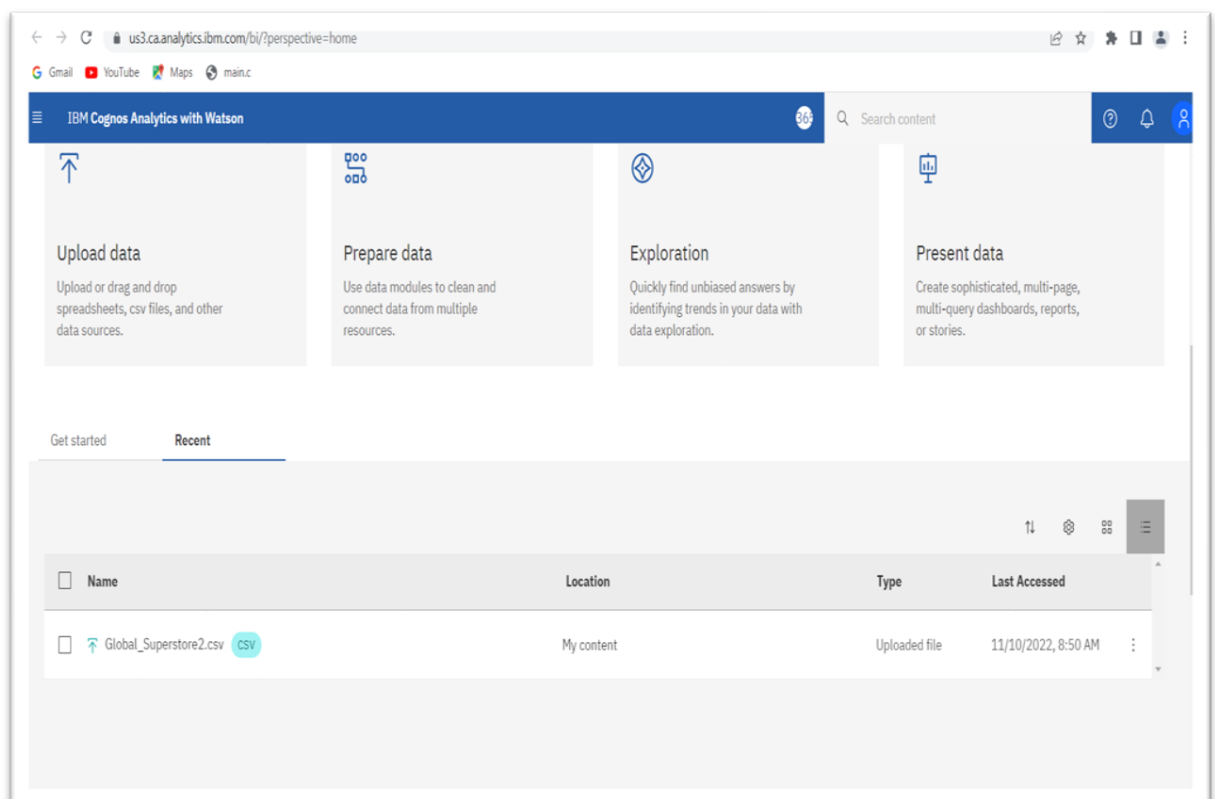 us3.ca.analytics.ibm.com/bi/?perspective=home
Gmail YouTube Maps main.c
IBM Cognos Analytics with Watson
Search content
Upload data
Upload or drag and drop
spreadsheets, csv files, and other
data sources.
Prepare data
Use data modules to clean and
connect data from multiple
resources.
Exploration
Quickly find unbiased answers by
identifying trends in your data with
data exploration.
Present data
Create sophisticated, multi-page,
multi-query dashboards, reports,
or stories.
Get started Recent
Name Location Type Last Accessed
Global_Superstore2.csv CSV My content Uploaded file 11/10/2022, 8:50 AM